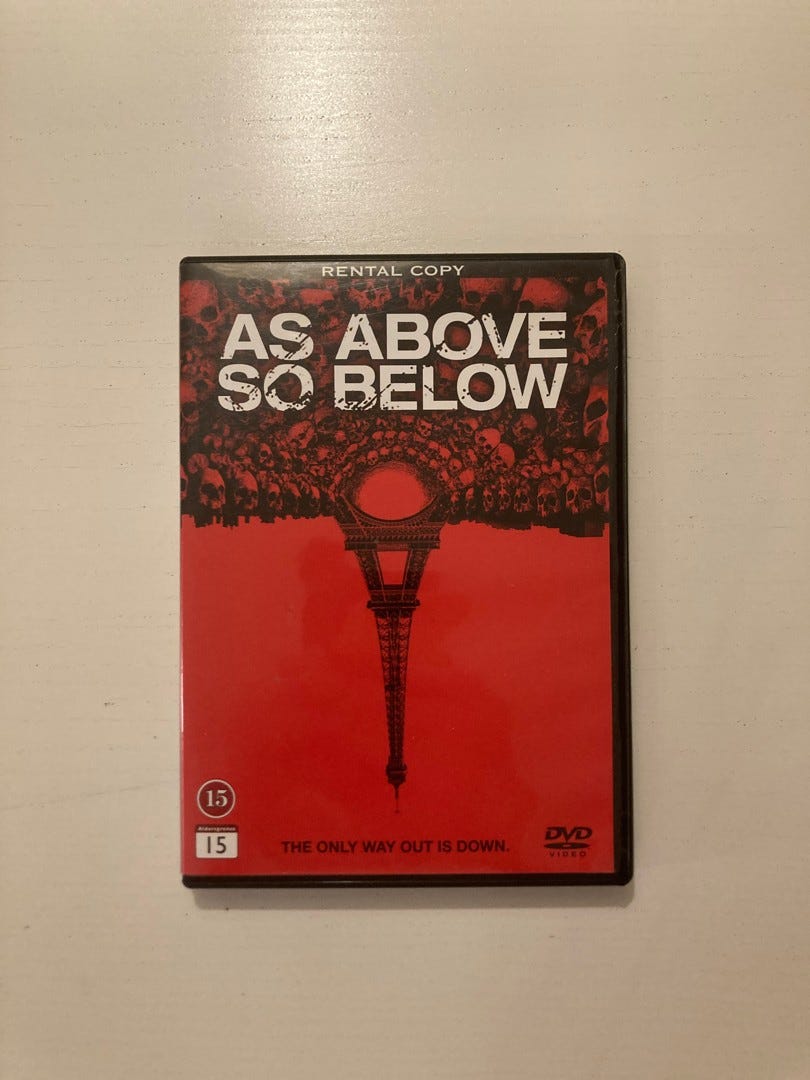 RENTAL COPY
AS ABOVE
SO BELOW
15
Aldersgrense
15
THE ONLY WAY OUT IS DOWN.
DVD
VIDEO